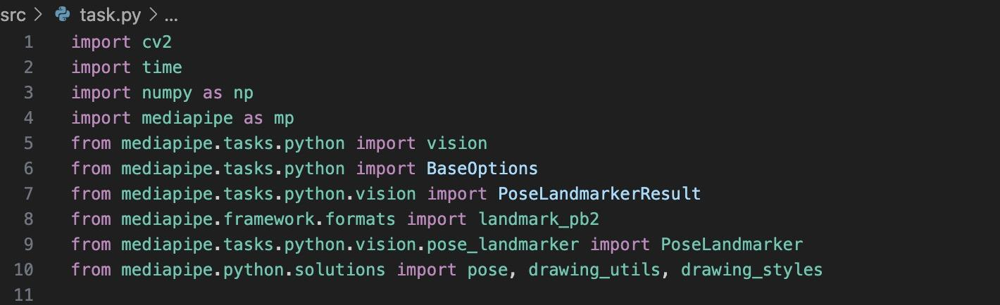 src > task.py > ...
1 import cv2
2 import time
3 import numpy as np
4 import mediapipe as mp
5 from mediapipe.tasks.python import vision
6 from mediapipe.tasks.python import BaseOptions
7 from mediapipe.tasks.python.vision import PoseLandmarkerResult
8 from mediapipe.framework.formats import landmark_pb2
9 from mediapipe.tasks.python.vision.pose_landmarker import PoseLandmarker
10 from mediapipe.python.solutions import pose, drawing_utils, drawing_styles
11